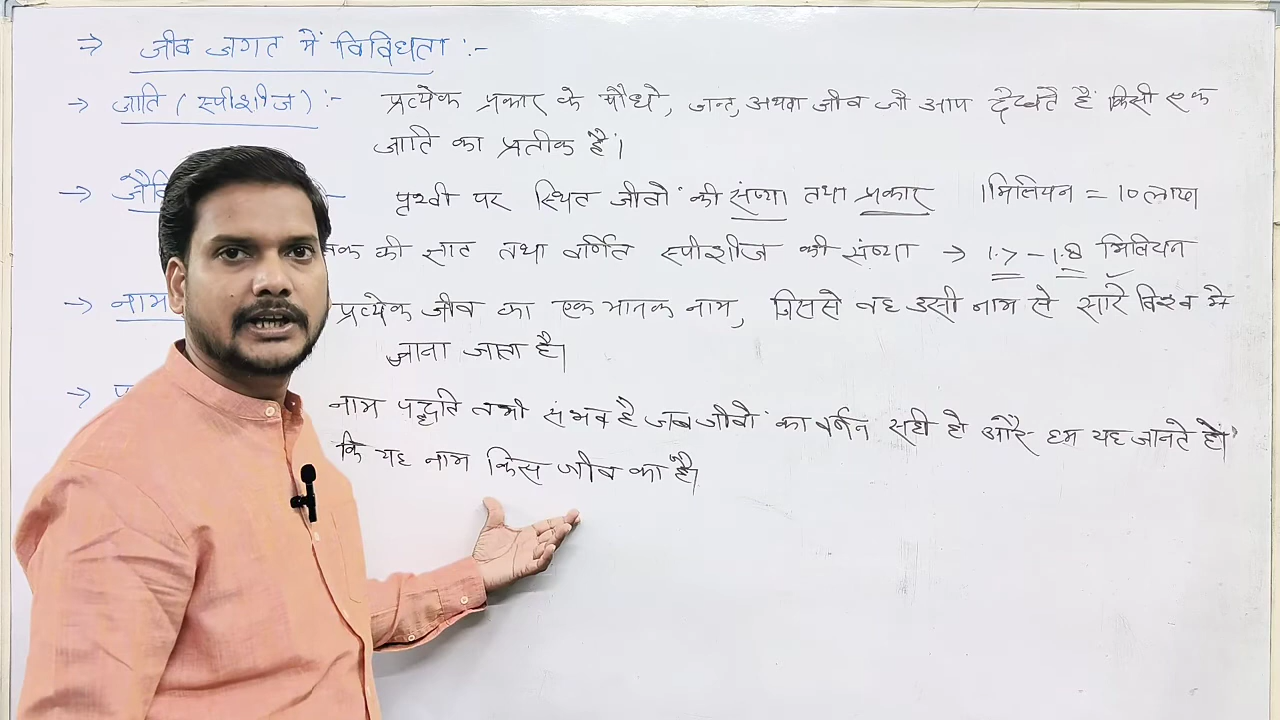 ⇒ जीव जगत में विविधता :-
→ जाति (स्पीशीज) :- प्रत्येक प्रकार के पौधे, जन्तु, अथवा जीव जो आप देखते हैं किसी एक
जाति का प्रतीक है।
→ पृथ्वी पर स्थित जीवों की संख्या तथा प्रकार 1मिलियन = 10 लाख
की ज्ञात तथा वर्णित स्पीशीज की संख्या → 1.7 - 1.8 मिलियन
→ नाम प्रत्येक जीव का एक मानक नाम, जिससे वह उसी नाम से सारे विश्व में
जाना जाता है।
→ नाम पद्धति तभी संभव है जब जीवों का वर्णन सही हो और हम यह जानते हों
कि यह नाम किस जीव का है।